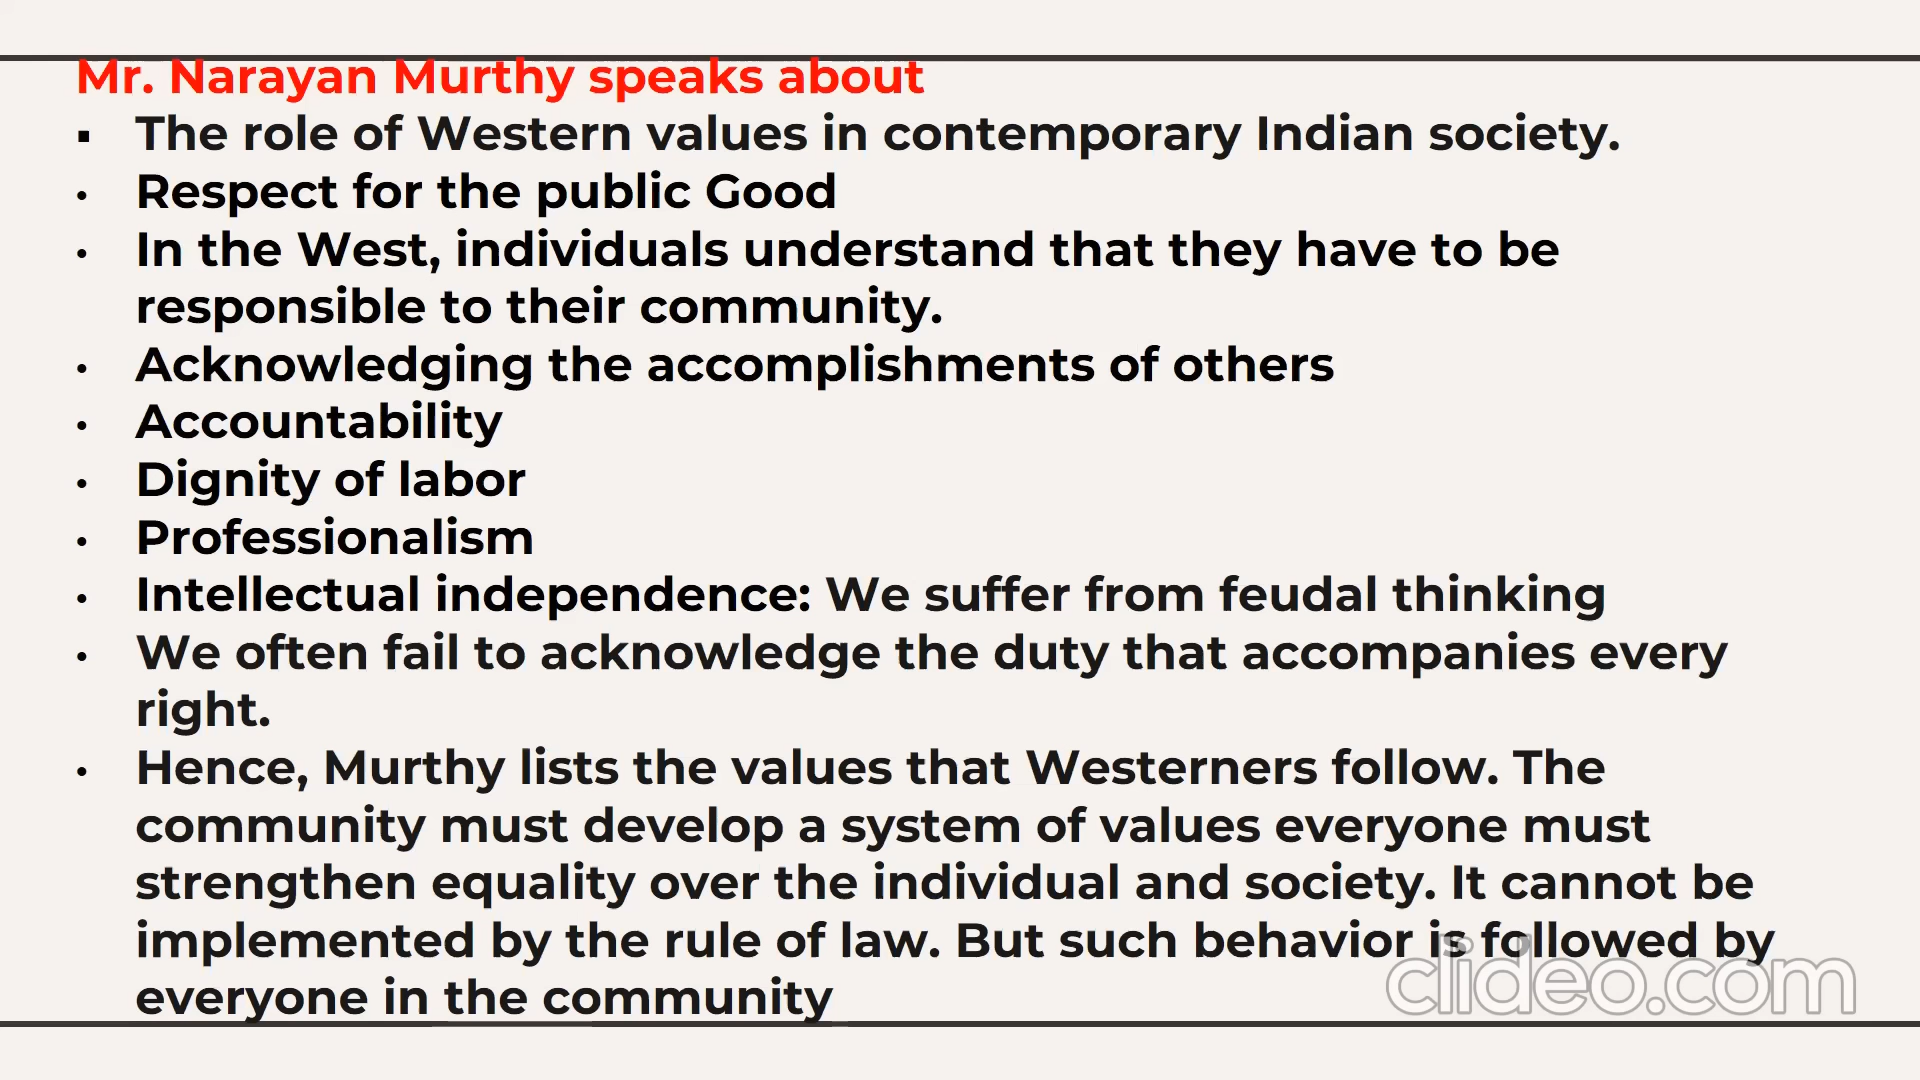 Mr. Narayan Murthy speaks about
▪ The role of Western values in contemporary Indian society.
• Respect for the public Good
• In the West, individuals understand that they have to be
responsible to their community.
• Acknowledging the accomplishments of others
• Accountability
• Dignity of labor
• Professionalism
• Intellectual independence: We suffer from feudal thinking
• We often fail to acknowledge the duty that accompanies every
right.
• Hence, Murthy lists the values that Westerners follow. The
community must develop a system of values everyone must
strengthen equality over the individual and society. It cannot be
implemented by the rule of law. But such behavior is followed by
everyone in the community
clideo.com